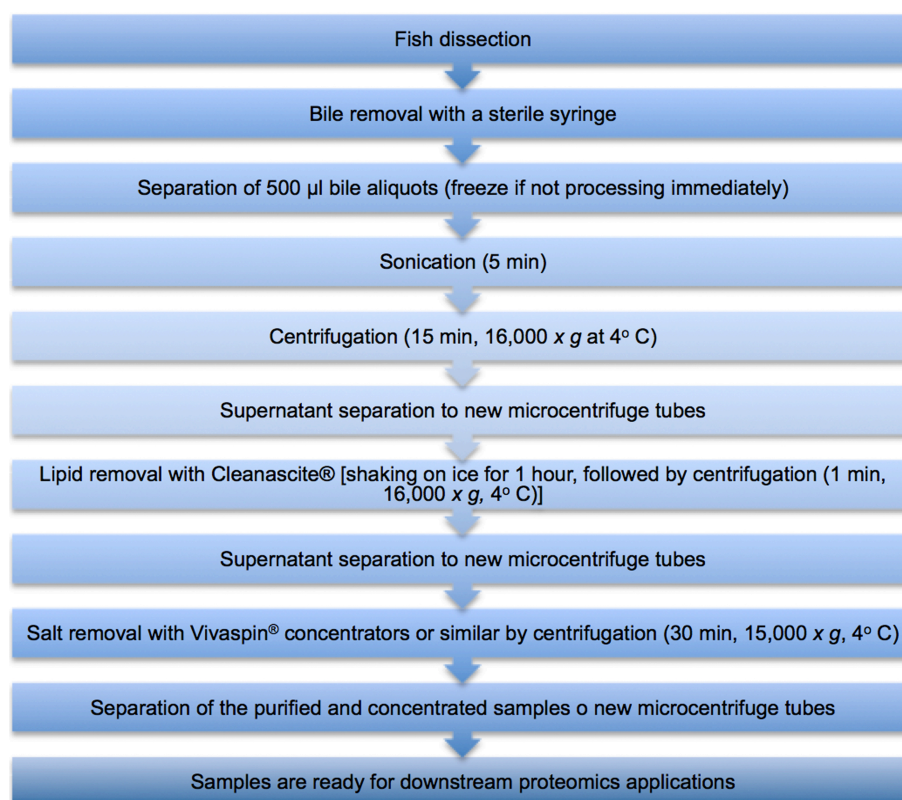 Fish dissection
Bile removal with a sterile syringe
Separation of 500 µl bile aliquots (freeze if not processing immediately)
Sonication (5 min)
Centrifugation (15 min, 16,000 x g at 4º C)
Supernatant separation to new microcentrifuge tubes
Lipid removal with Cleanascite® [shaking on ice for 1 hour, followed by centrifugation (1 min,
16,000 x g, 4º C)]
Supernatant separation to new microcentrifuge tubes
Salt removal with Vivaspin® concentrators or similar by centrifugation (30 min, 15,000 x g, 4º C)
Separation of the purified and concentrated samples o new microcentrifuge tubes
Samples are ready for downstream proteomics applications